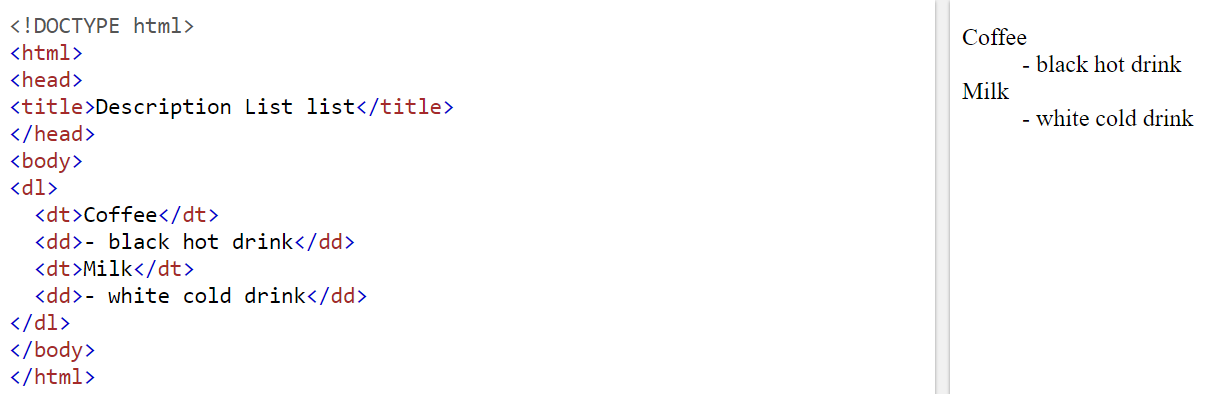 <!DOCTYPE html>
<html>
<head>
<title>Description List list</title>
</head>
<body>
<dl>
  <dt>Coffee</dt>
  <dd>- black hot drink</dd>
  <dt>Milk</dt>
  <dd>- white cold drink</dd>
</dl>
</body>
</html>
Coffee
- black hot drink
Milk
- white cold drink